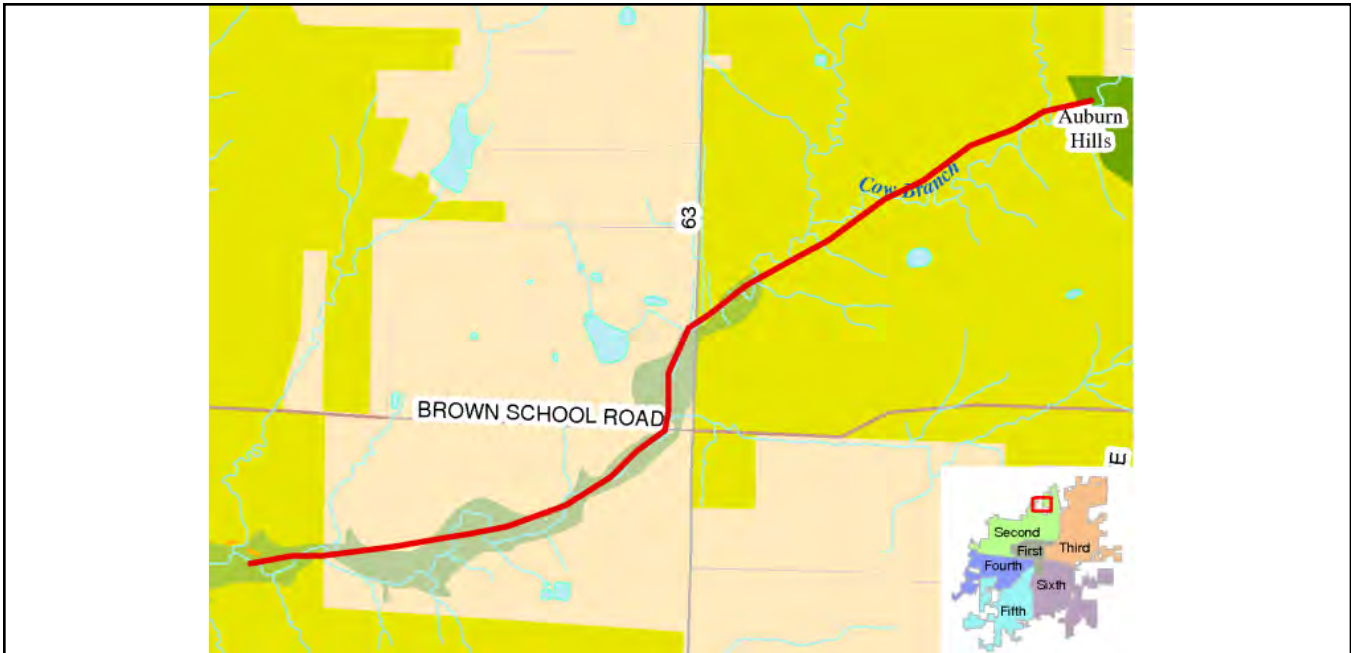 Auburn
Hills
Cow Branch
63
BROWN SCHOOL ROAD
E
Second
First
Third
Fourth
Sixth
Fifth